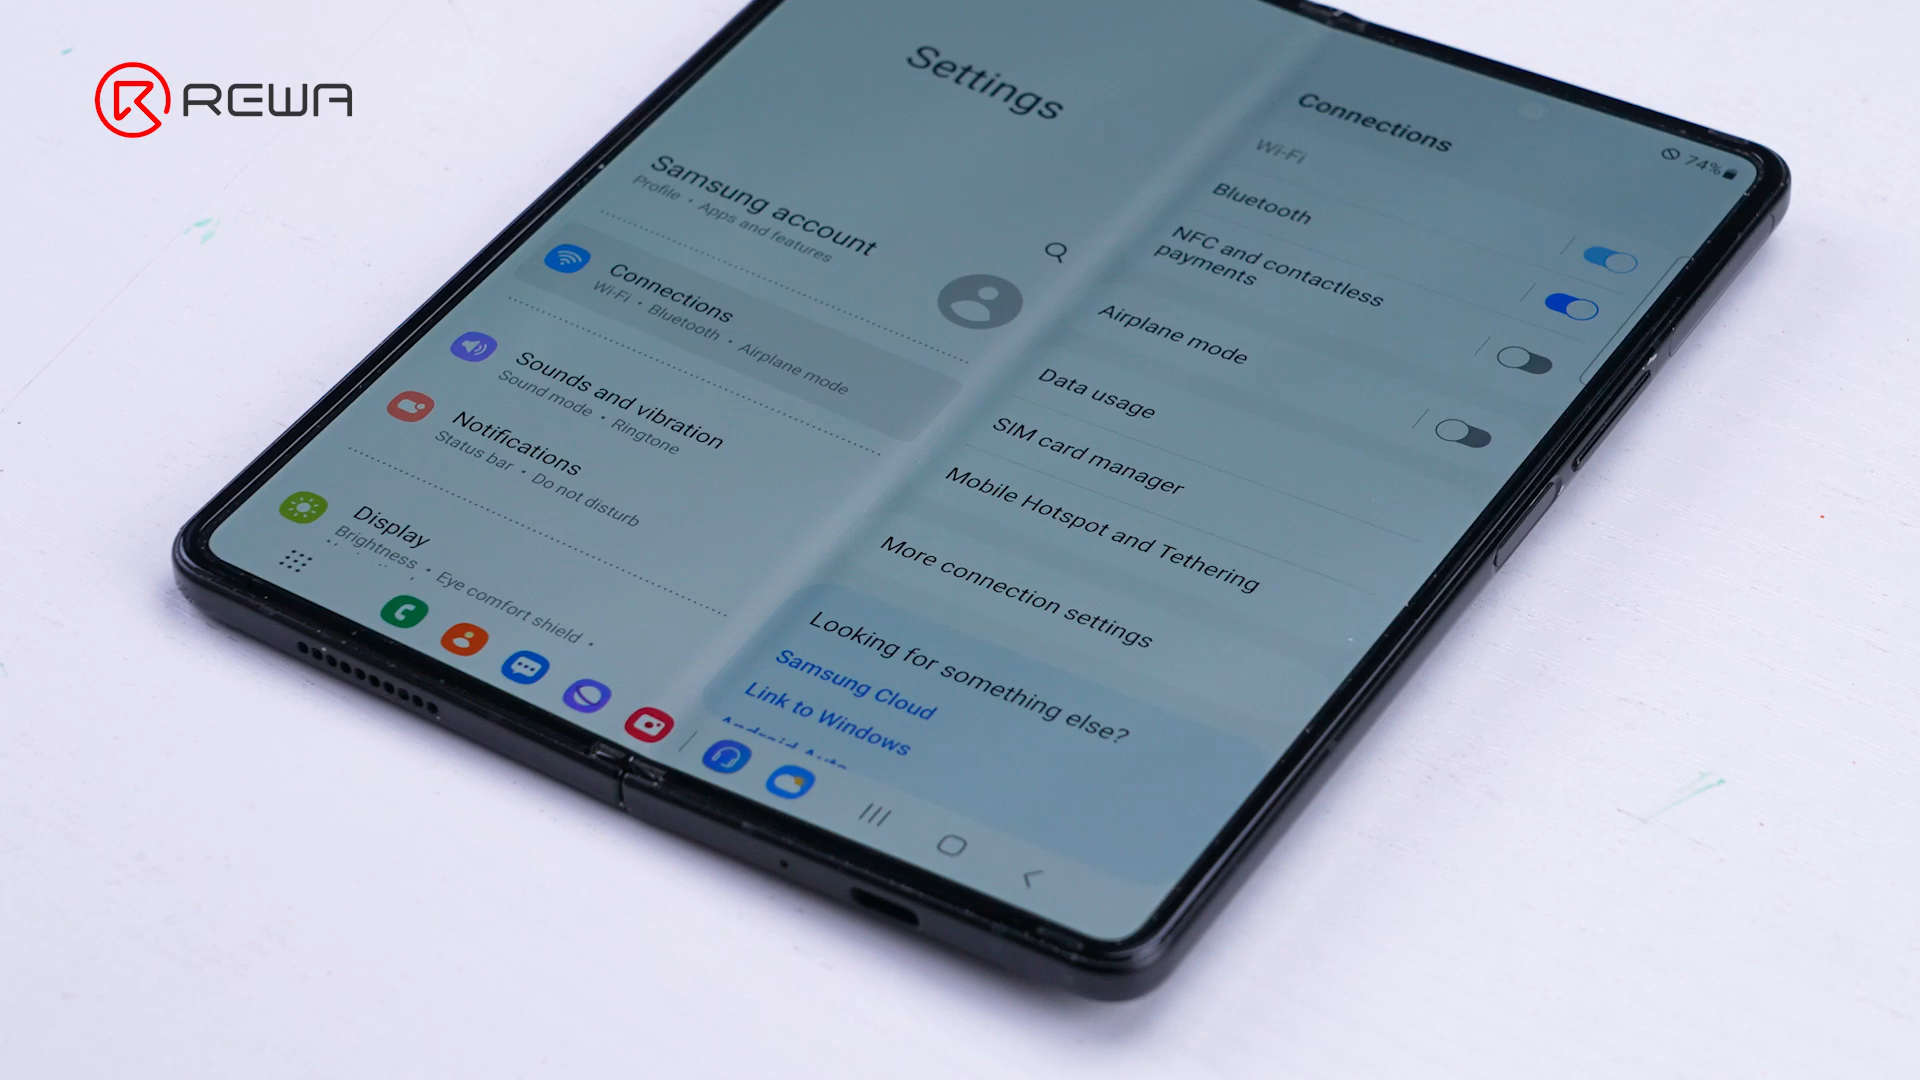 REWA
Settings
Samsung account
Profile • Apps and features
Connections
Wi-Fi • Bluetooth • Airplane mode
Sounds and vibration
Sound mode • Ringtone
Notifications
Status bar • Do not disturb
Display
Brightness • Eye comfort shield •
74%
Connections
Wi-Fi
Bluetooth
NFC and contactless
payments
Airplane mode
Data usage
SIM card manager
Mobile Hotspot and Tethering
More connection settings
Looking for something else?
Samsung Cloud
Link to Windows
Android Auto